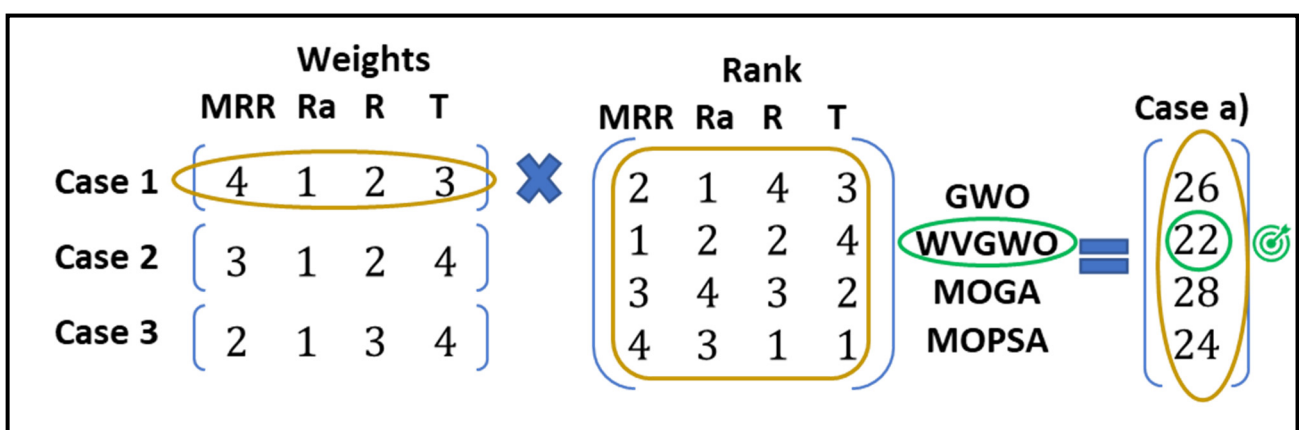 Weights
MRR Ra R T
Case 1 4 1 2 3
Case 2 3 1 2 4
Case 3 2 1 3 4
Rank
MRR Ra R T
2 1 4 3 GWO
1 2 2 4 WVGWO
3 4 3 2 MOGA
4 3 1 1 MOPSA
Case a)
26
22
28
24